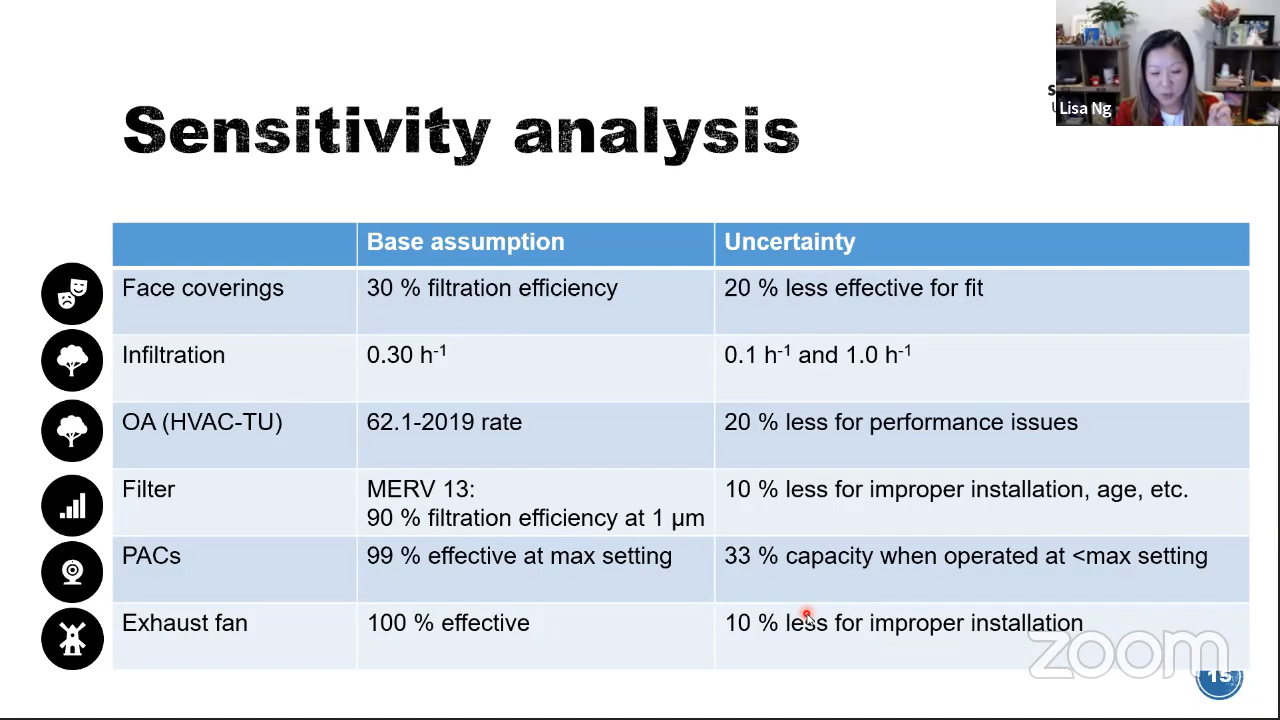 Lisa Ng
Sensitivity analysis
Base assumption
Uncertainty
Face coverings
30 % filtration efficiency
20 % less effective for fit
Infiltration
0.30 h-1
0.1 h-1 and 1.0 h-1
OA (HVAC-TU)
62.1-2019 rate
20 % less for performance issues
Filter
MERV 13:
90 % filtration efficiency at 1 µm
10 % less for improper installation, age, etc.
PACs
99 % effective at max setting
33 % capacity when operated at <max setting
Exhaust fan
100 % effective
10 % less for improper installation
zoom
15